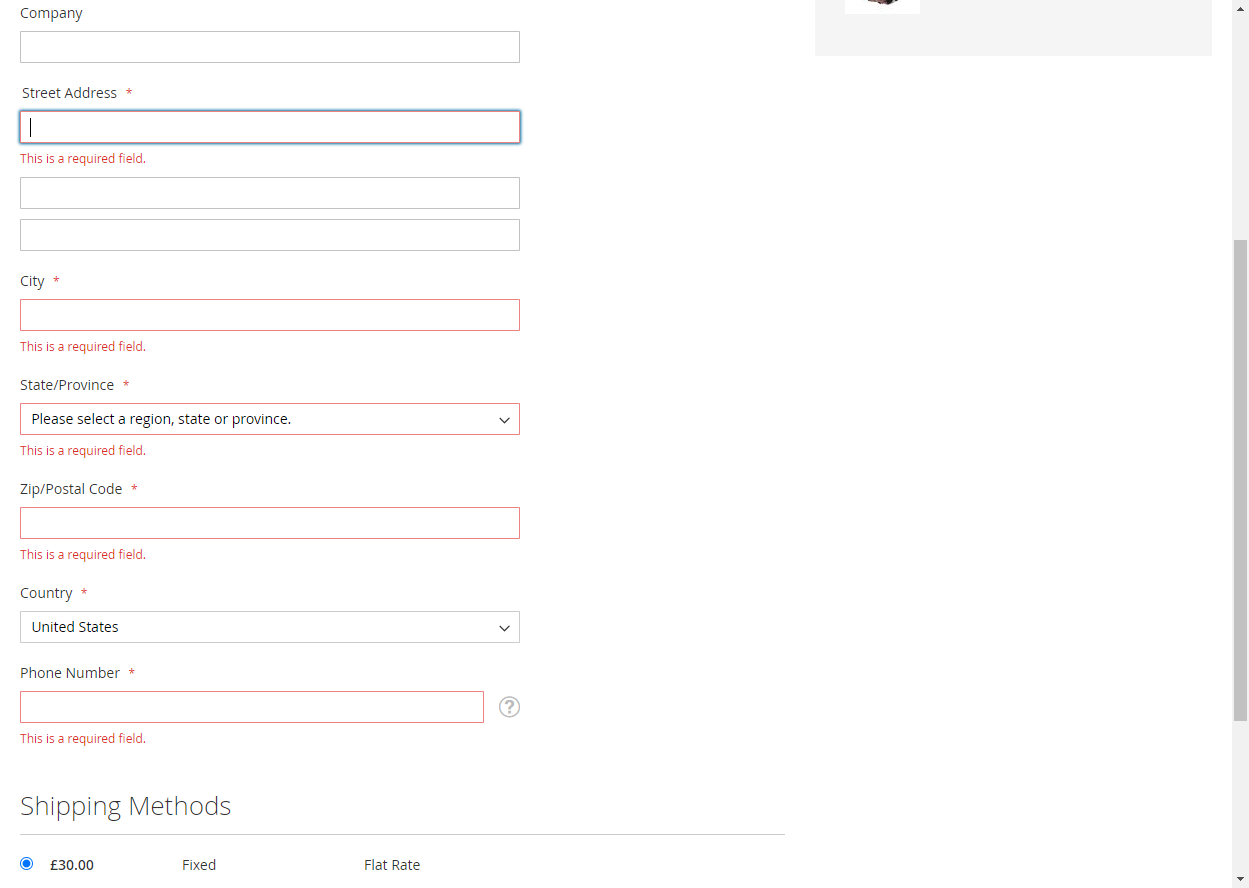 Company
Street Address *
This is a required field.
City *
This is a required field.
State/Province *
Please select a region, state or province.
This is a required field.
Zip/Postal Code *
This is a required field.
Country *
United States
Phone Number *
?
This is a required field.
Shipping Methods
£30.00 Fixed Flat Rate